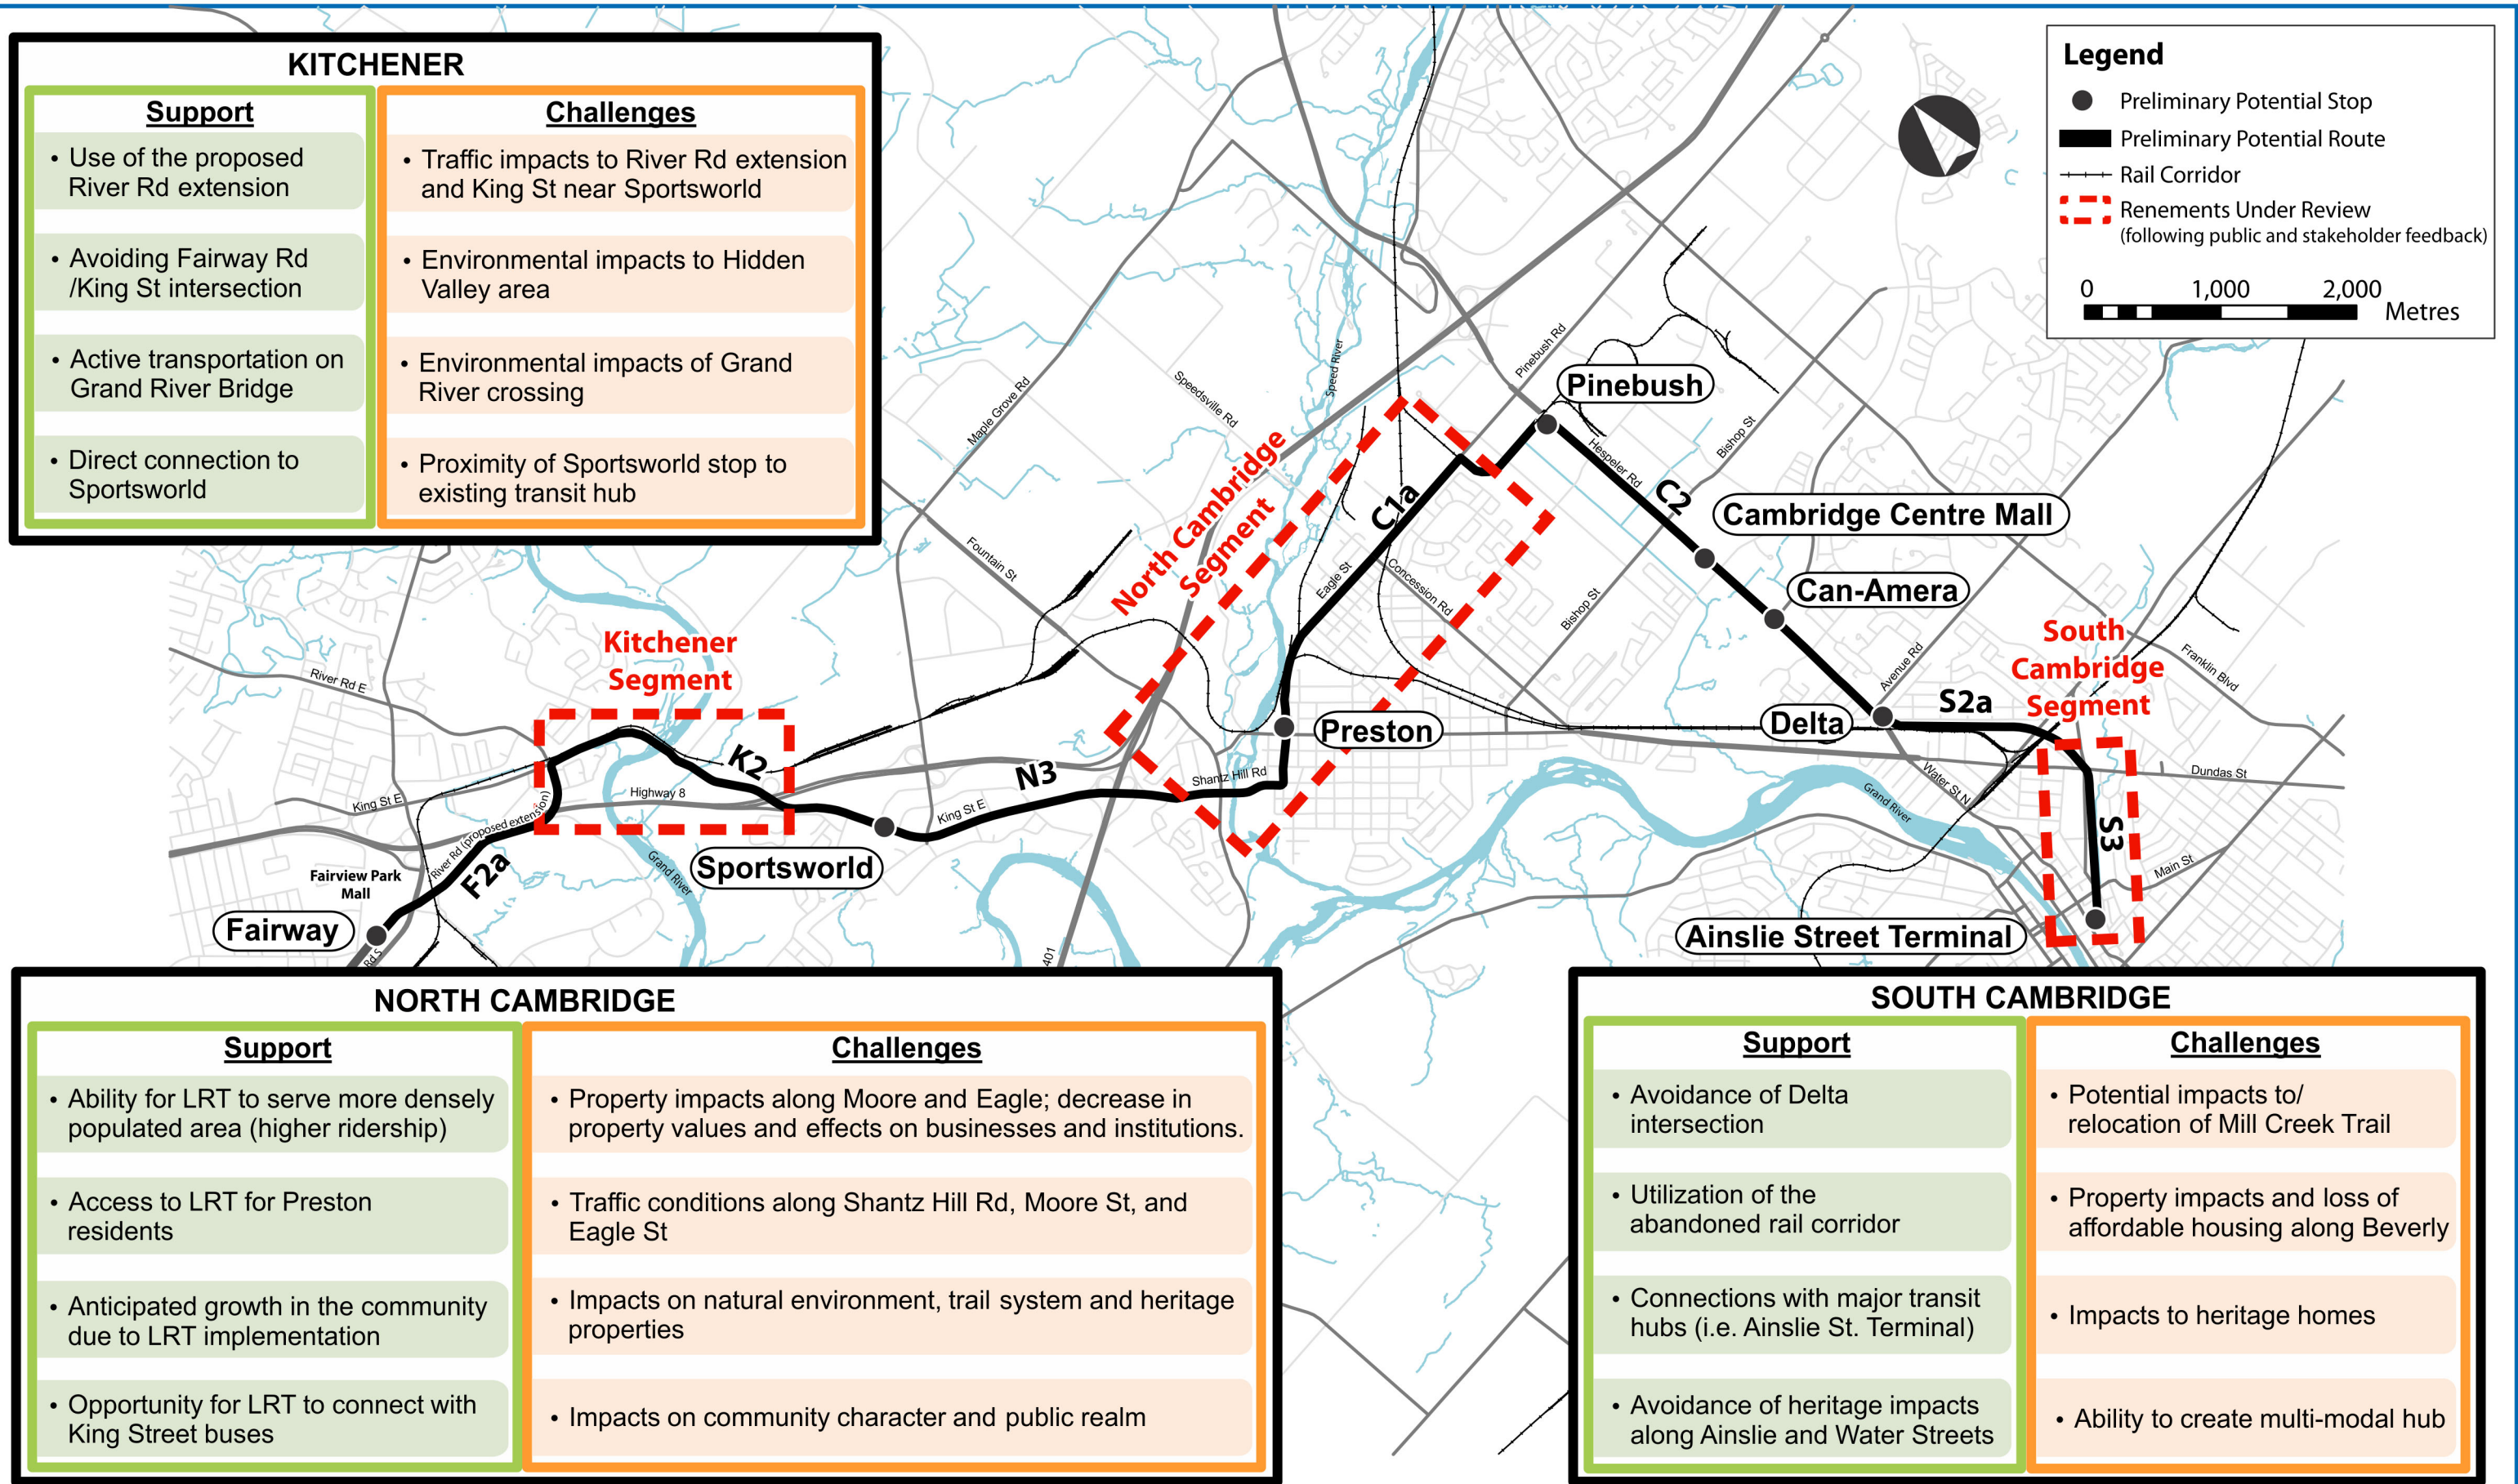 KITCHENER
Support
• Use of the proposed
River Rd extension
• Avoiding Fairway Rd
/King St intersection
• Active transportation on
Grand River Bridge
• Direct connection to
Sportsworld
Challenges
• Traffic impacts to River Rd extension
and King St near Sportsworld
• Environmental impacts to Hidden
Valley area
• Environmental impacts of Grand
River crossing
• Proximity of Sportsworld stop to
existing transit hub
Legend
Preliminary Potential Stop
Preliminary Potential Route
Rail Corridor
Renements Under Review
(following public and stakeholder feedback)
0 1,000 2,000
Metres
Pinebush Rd
Pinebush
Speed River
Speedsville Rd
Maple Grove Rd
Hespeler Rd
Bishop St
C2
Cambridge Centre Mall
C1a
North Cambridge
Segment
Fountain St
Eagle St
Concession Rd
Bishop St
Can-Amera
Kitchener
Segment
South
Cambridge
Segment
Franklin Blvd
Avenue Rd
River Rd E
S2a
Delta
Preston
K2
N3
Shantz Hill Rd
Highway 8
King St E
King St E
Water St N
Dundas St
Grand River
River Rd (proposed extension)
F2a
Grand River
Sportsworld
S3
Main St
Fairview Park
Mall
Fairway
Rd S
401
Ainslie Street Terminal
NORTH CAMBRIDGE
Support
• Ability for LRT to serve more densely
populated area (higher ridership)
• Access to LRT for Preston
residents
• Anticipated growth in the community
due to LRT implementation
• Opportunity for LRT to connect with
King Street buses
Challenges
• Property impacts along Moore and Eagle; decrease in
property values and effects on businesses and institutions.
• Traffic conditions along Shantz Hill Rd, Moore St, and
Eagle St
• Impacts on natural environment, trail system and heritage
properties
• Impacts on community character and public realm
SOUTH CAMBRIDGE
Support
• Avoidance of Delta
intersection
• Utilization of the
abandoned rail corridor
• Connections with major transit
hubs (i.e. Ainslie St. Terminal)
• Avoidance of heritage impacts
along Ainslie and Water Streets
Challenges
• Potential impacts to/
relocation of Mill Creek Trail
• Property impacts and loss of
affordable housing along Beverly
• Impacts to heritage homes
• Ability to create multi-modal hub